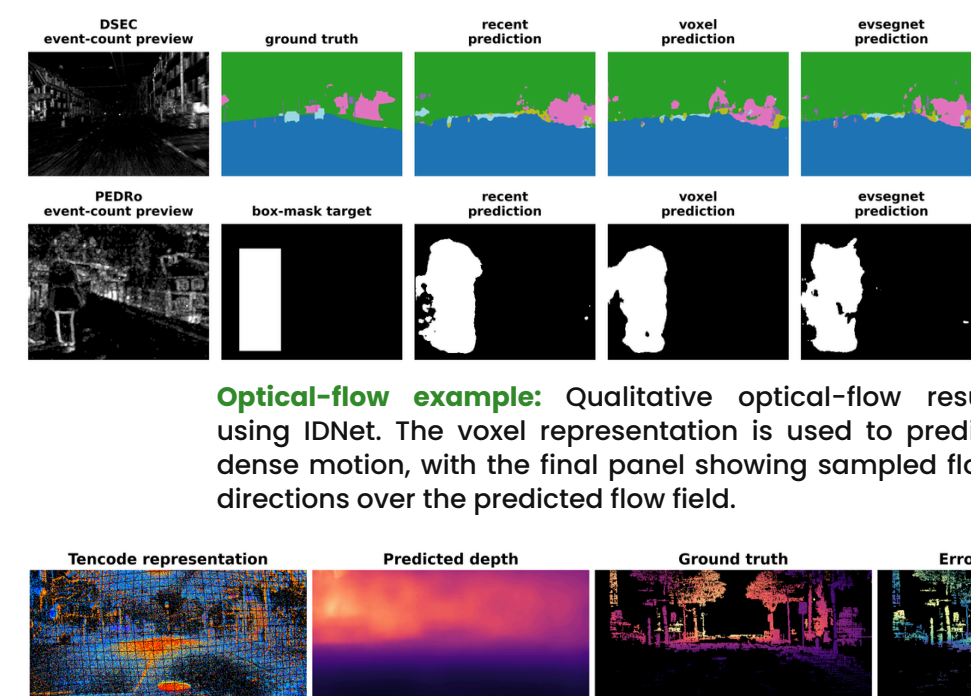 DSEC
event-count preview
ground truth
recent
prediction
voxel
prediction
evsegnet
prediction
PEDRo
event-count preview
box-mask target
recent
prediction
voxel
prediction
evsegnet
prediction
Optical-flow example: Qualitative optical-flow resu
using IDNet. The voxel representation is used to predi
dense motion, with the final panel showing sampled flo
directions over the predicted flow field.
Tencode representation
Predicted depth
Ground truth
Erro